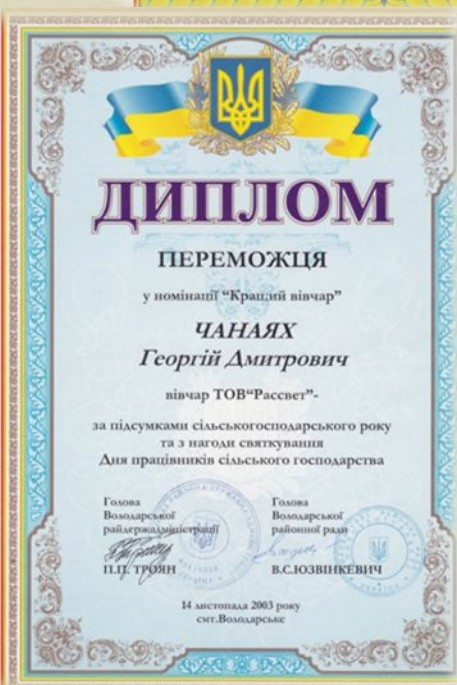 ДИПЛОМ
ПЕРЕМОЖЦЯ
у номінації “Кращий вівчар”
ЧАНАЯХ
Георгій Дмитрович
вівчар ТОВ“Рассвет”-
за підсумками сільськогосподарського року
та з нагоди святкування
Дня працівників сільського господарства
Голова
Володарської
райдержадміністрації
П.П. ТРОЯН
Голова
Володарської
районної ради
В.С.ЮЗВІНКЕВИЧ
14 листопада 2003 року
смт.Володарське